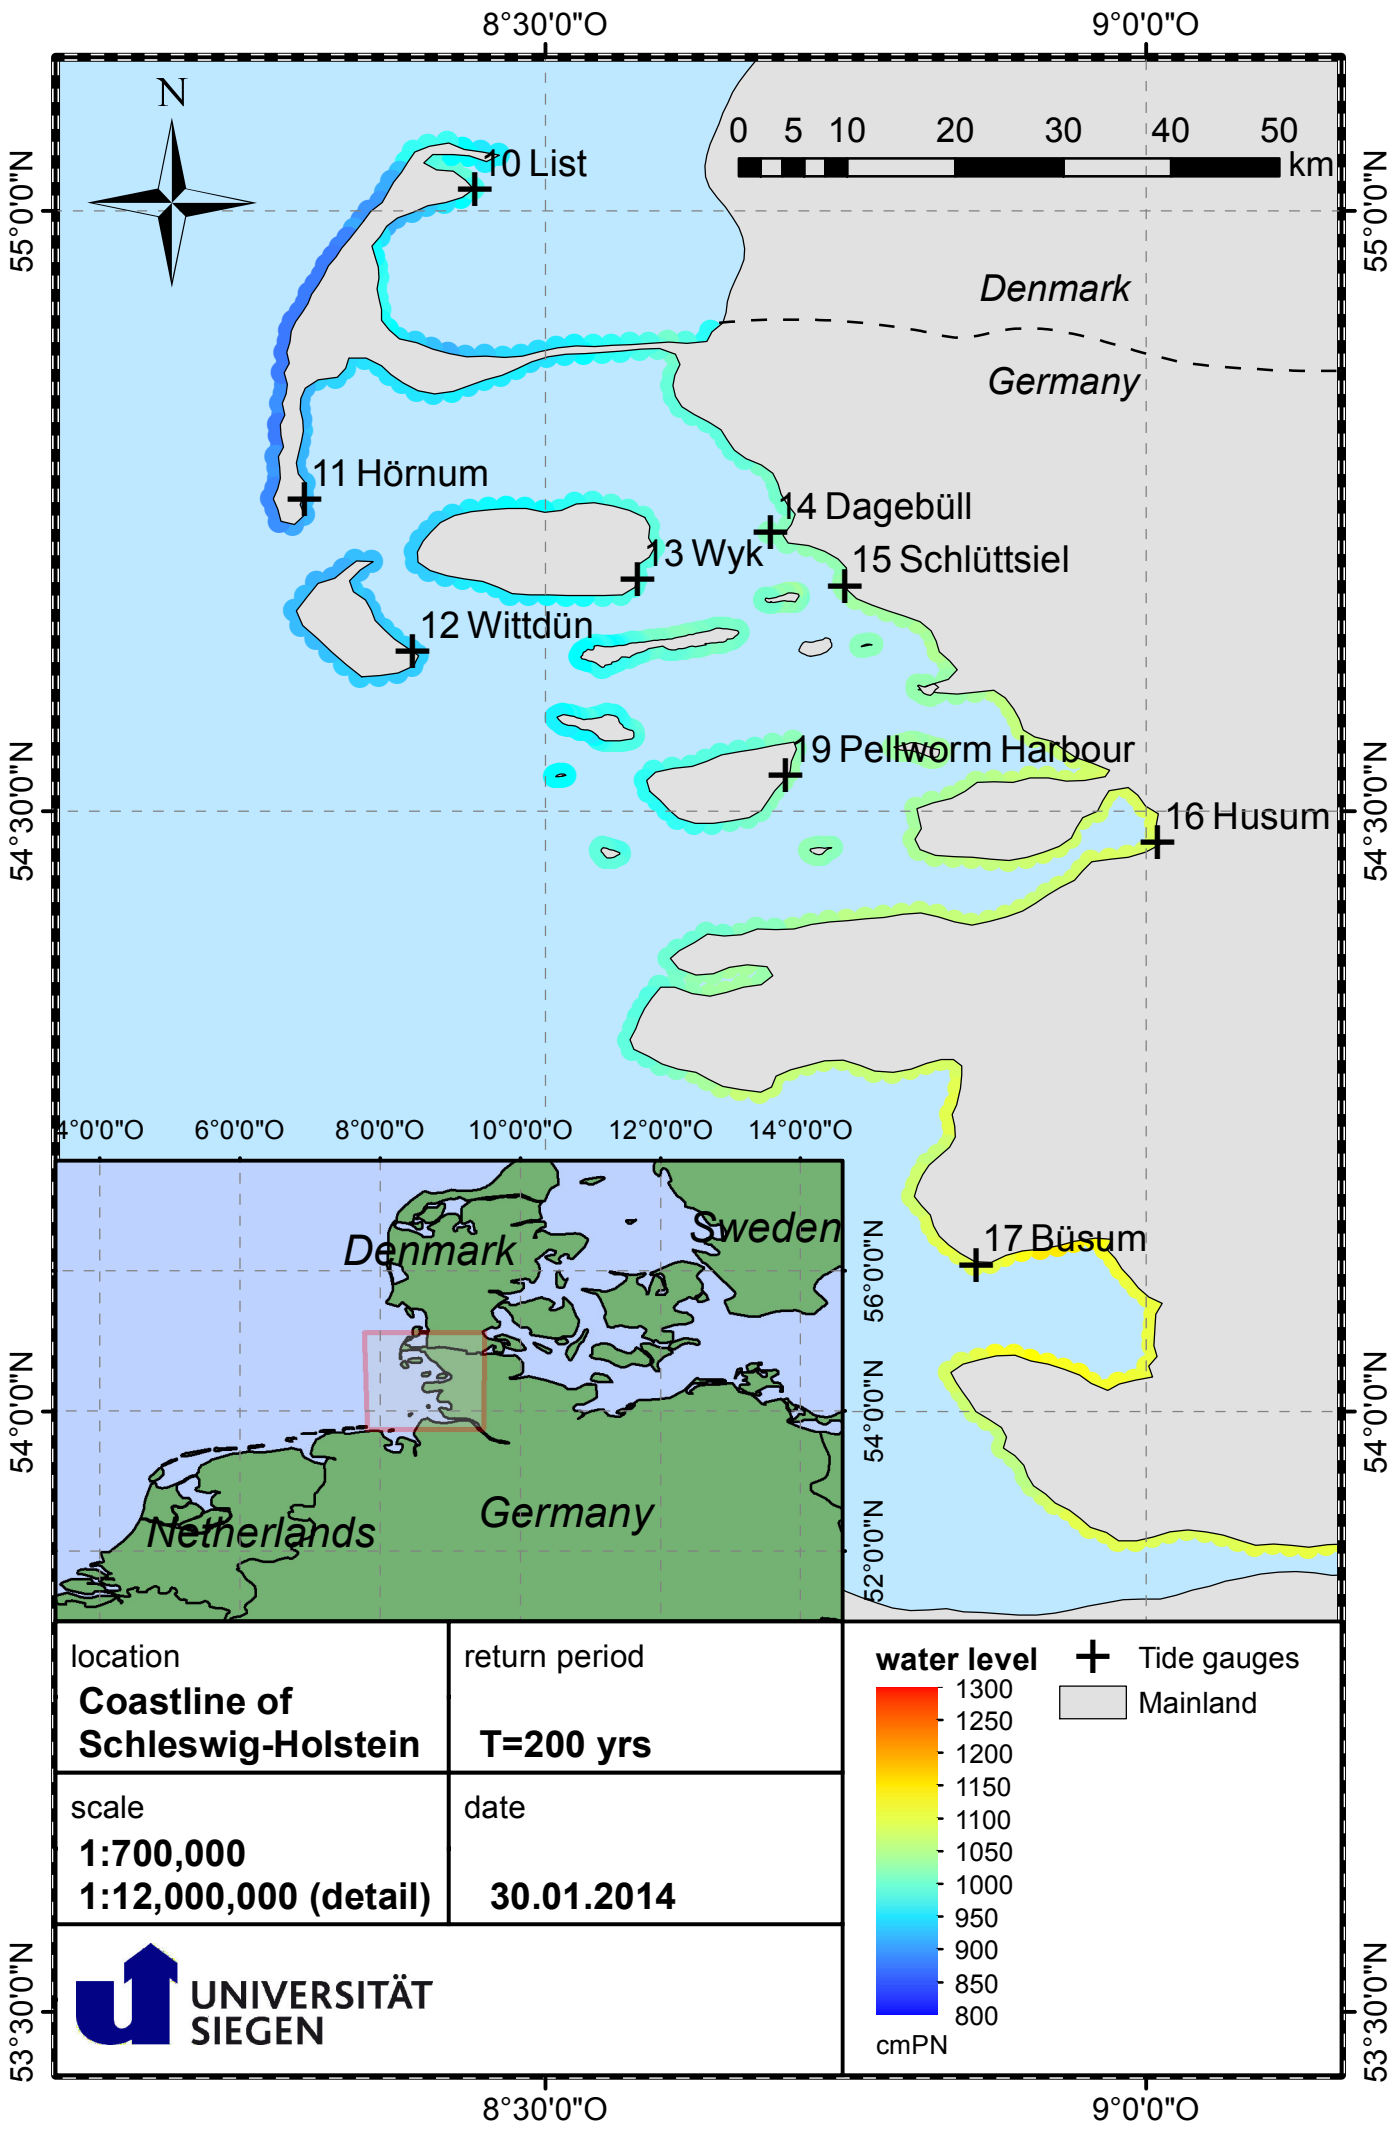 8°30'0"O
9°0'0"O
N
0 5 10 20 30 40 50
km
10 List
55°0'0"N
55°0'0"N
Denmark
Germany
11 Hörnum
14 Dagebüll
13 Wyk
15 Schlüttsiel
12 Wittdün
19 Pellworm Harbour
16 Husum
54°30'0"N
54°30'0"N
4°0'0"O 6°0'0"O 8°0'0"O 10°0'0"O 12°0'0"O 14°0'0"O
17 Büsum
Denmark
Sweden
56°0'0"N
54°0'0"N
54°0'0"N
54°0'0"N
Germany
Netherlands
52°0'0"N
location
Coastline of
Schleswig-Holstein
return period
T=200 yrs
scale
1:700,000
1:12,000,000 (detail)
date
30.01.2014
UNIVERSITÄT
SIEGEN
water level
1300
1250
1200
1150
1100
1050
1000
950
900
850
800
cmPN
Tide gauges
Mainland
53°30'0"N
53°30'0"N
8°30'0"O
9°0'0"O